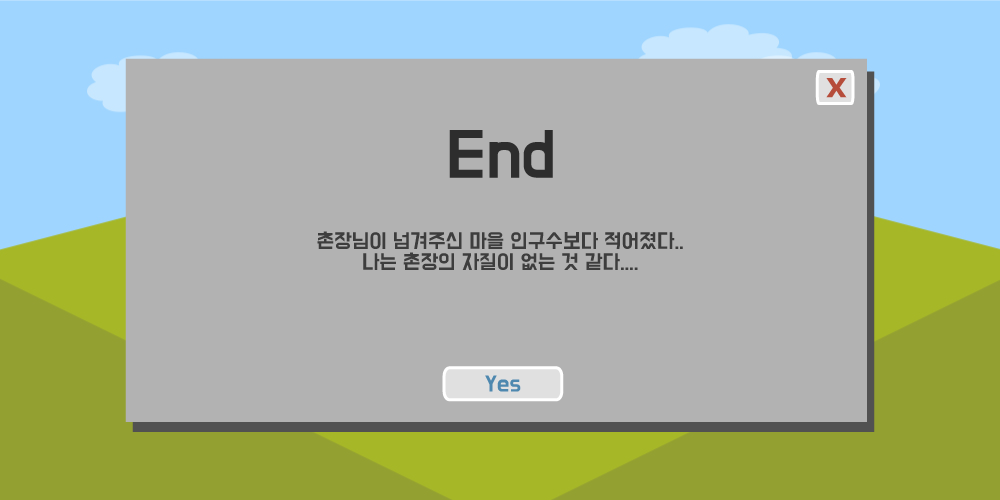 X
End
촌장님이 넘겨주신 마을 인구수보다 적어졌다..
나는 촌장의 자질이 없는 것 같다....
Yes